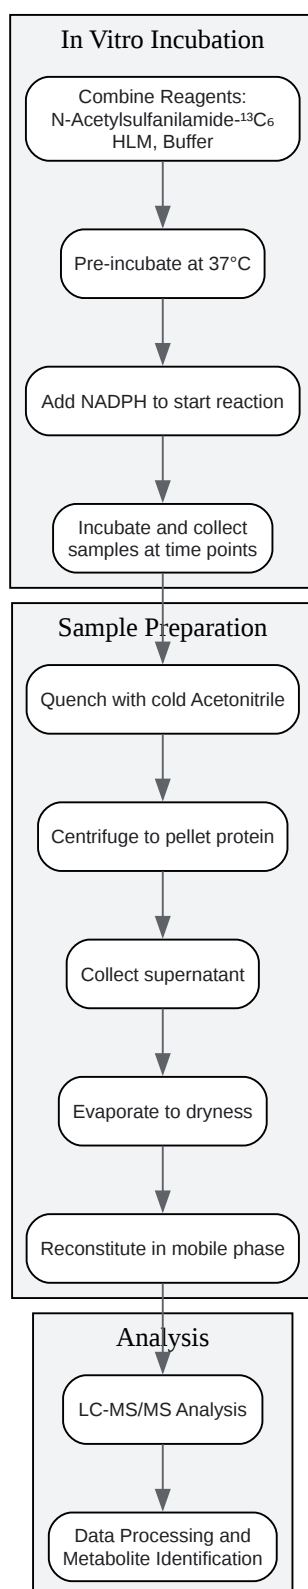 In Vitro Incubation
Combine Reagents:
N-Acetylsulfanilamide-¹³C₆
HLM, Buffer
Pre-incubate at 37°C
Add NADPH to start reaction
Incubate and collect
samples at time points
Sample Preparation
Quench with cold Acetonitrile
Centrifuge to pellet protein
Collect supernatant
Evaporate to dryness
Reconstitute in mobile phase
Analysis
LC-MS/MS Analysis
Data Processing and
Metabolite Identification